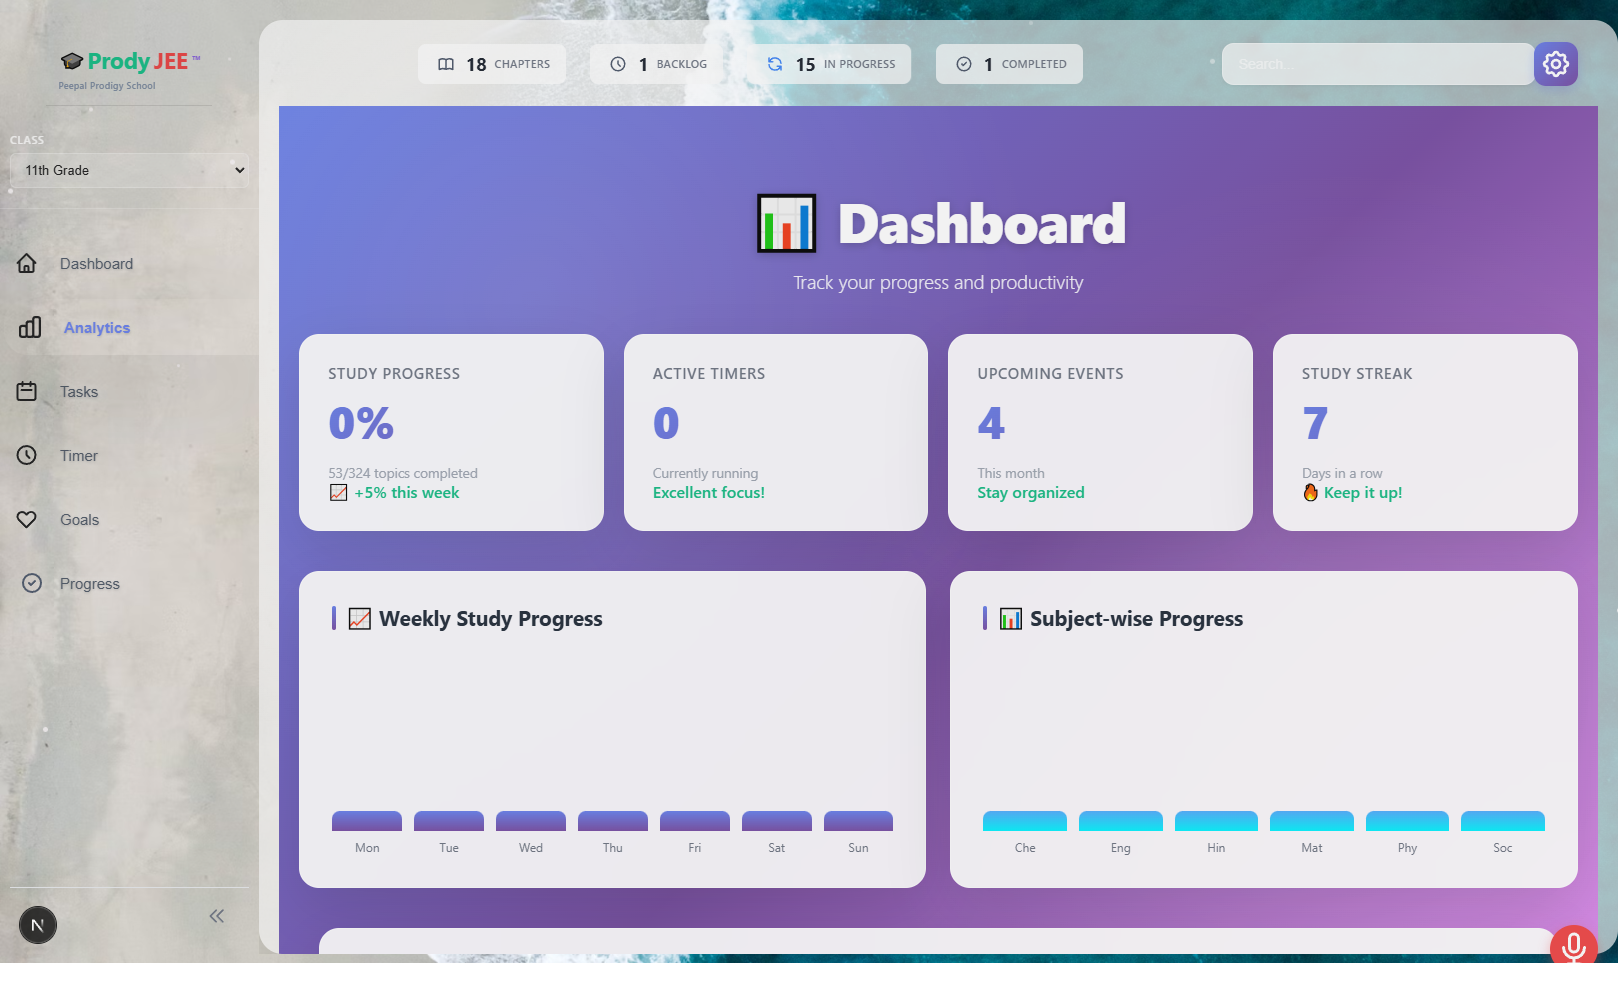 Prody JEE ™
Peepal Prodigy School
CLASS
11th Grade
Dashboard
Analytics
Tasks
Timer
Goals
Progress
N
18 CHAPTERS
1 BACKLOG
15 IN PROGRESS
1 COMPLETED
Search...
Dashboard
Track your progress and productivity
STUDY PROGRESS
0%
53/324 topics completed
+5% this week
ACTIVE TIMERS
0
Currently running
Excellent focus!
UPCOMING EVENTS
4
This month
Stay organized
STUDY STREAK
7
Days in a row
Keep it up!
Weekly Study Progress
Mon Tue Wed Thu Fri Sat Sun
Subject-wise Progress
Che Eng Hin Mat Phy Soc